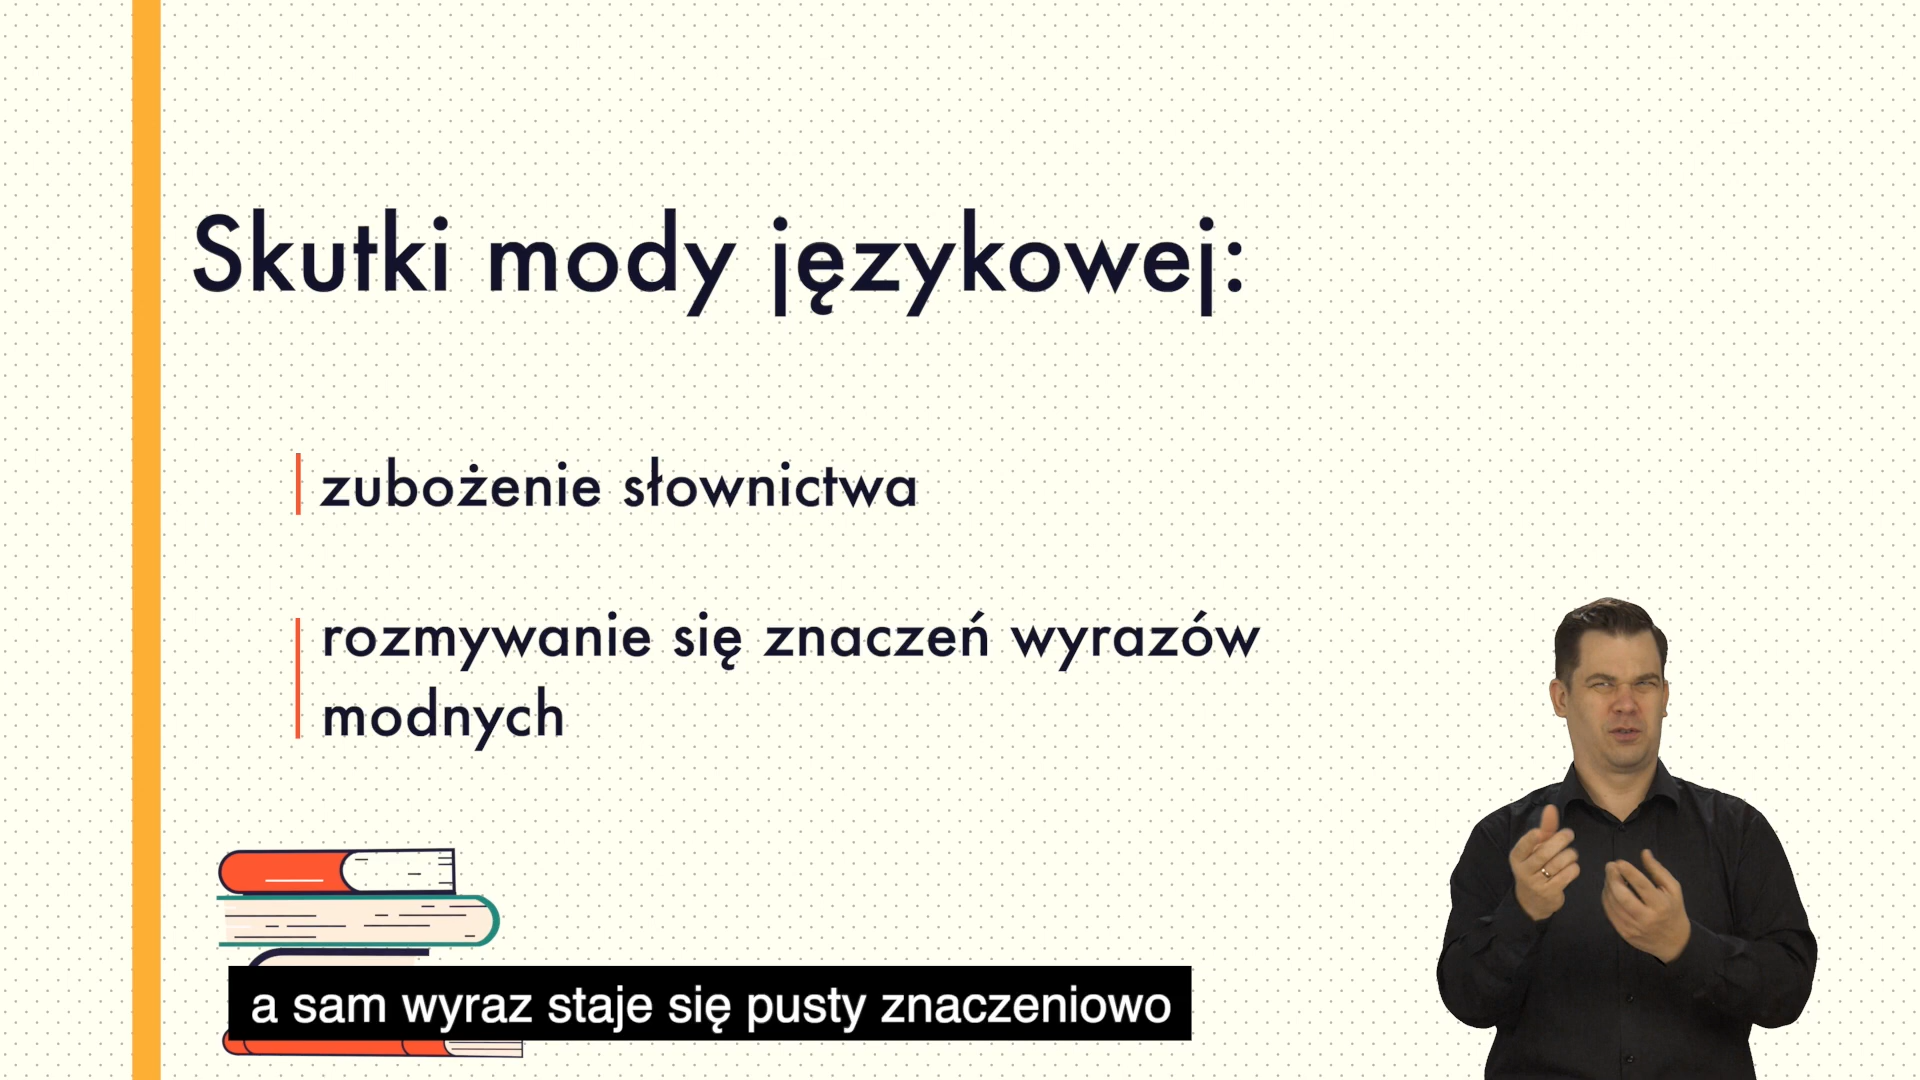 Skutki mody językowej:
zubożenie słownictwa
rozmywanie się znaczeń wyrazów
modnych
a sam wyraz staje się pusty znaczeniowo